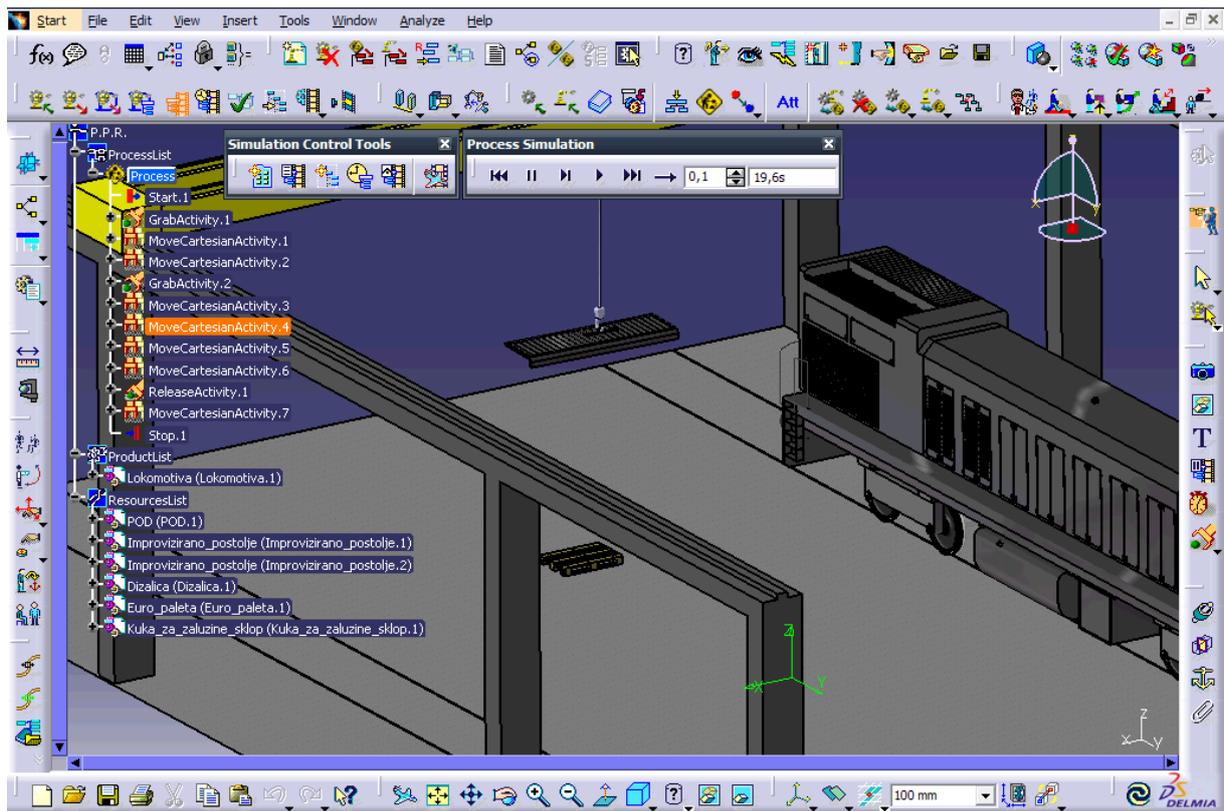 Start File Edit View Insert Tools Window Analyze Help
f(x)
Att
P.P.R.
ProcessList
Process
Start.1
GrabActivity.1
MoveCartesianActivity.1
MoveCartesianActivity.2
GrabActivity.2
MoveCartesianActivity.3
MoveCartesianActivity.4
MoveCartesianActivity.5
MoveCartesianActivity.6
ReleaseActivity.1
MoveCartesianActivity.7
Stop.1
ProductList
Lokomotiva (Lokomotiva.1)
ResourcesList
POD (POD.1)
Improvizirano_postolje (Improvizirano_postolje.1)
Improvizirano_postolje (Improvizirano_postolje.2)
Dizalica (Dizalica.1)
Euro_paleta (Euro_paleta.1)
Kuka_za_zaluzine_sklop (Kuka_za_zaluzine_sklop.1)
Simulation Control Tools
Process Simulation
0,1 19,6s
x y
z
x y
z
x y
T
100 mm
DELMIA